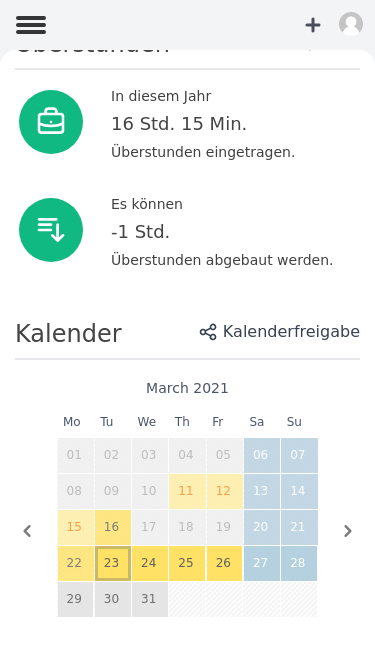 Überstunden
In diesem Jahr
16 Std. 15 Min.
Überstunden eingetragen.
Es können
-1 Std.
Überstunden abgebaut werden.
Kalender
Kalenderfreigabe
March 2021
Mo Tu We Th Fr Sa Su
01 02 03 04 05 06 07
08 09 10 11 12 13 14
15 16 17 18 19 20 21
22 23 24 25 26 27 28
29 30 31